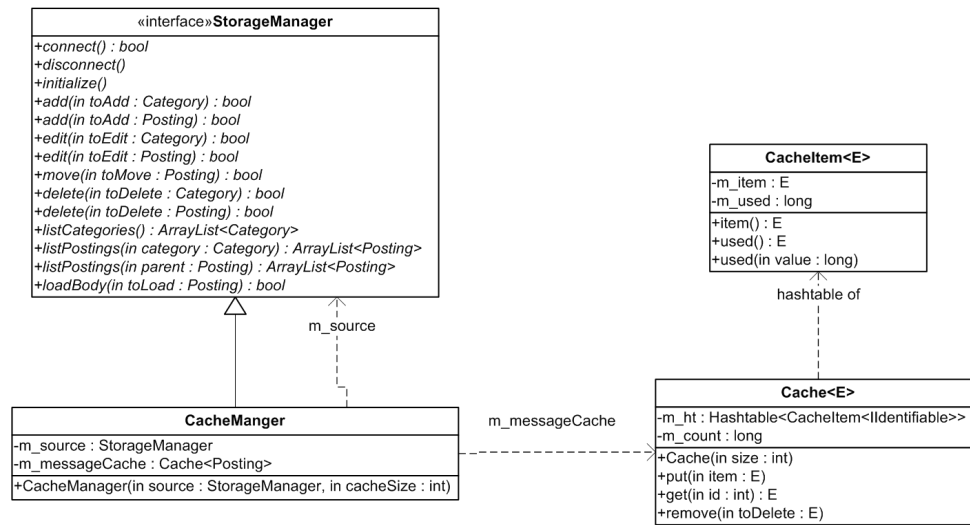 «interface»StorageManager
+connect() : bool
+disconnect()
+initialize()
+add(in toAdd : Category) : bool
+add(in toAdd : Posting) : bool
+edit(in toEdit : Category) : bool
+edit(in toEdit : Posting) : bool
+move(in toMove : Posting) : bool
+delete(in toDelete : Category) : bool
+delete(in toDelete : Posting) : bool
+listCategories() : ArrayList<Category>
+listPostings(in category : Category) : ArrayList<Posting>
+listPostings(in parent : Posting) : ArrayList<Posting>
+loadBody(in toLoad : Posting) : bool
CacheItem<E>
-m_item : E
-m_used : long
+item() : E
+used() : E
+used(in value : long)
hashtable of
m_source
CacheManger
-m_source : StorageManager
-m_messageCache : Cache<Posting>
+CacheManager(in source : StorageManager, in cacheSize : int)
m_messageCache
Cache<E>
-m_ht : Hashtable<CacheItem<IIdentifiable>>
-m_count : long
+Cache(in size : int)
+put(in item : E)
+get(in id : int) : E
+remove(in toDelete : E)